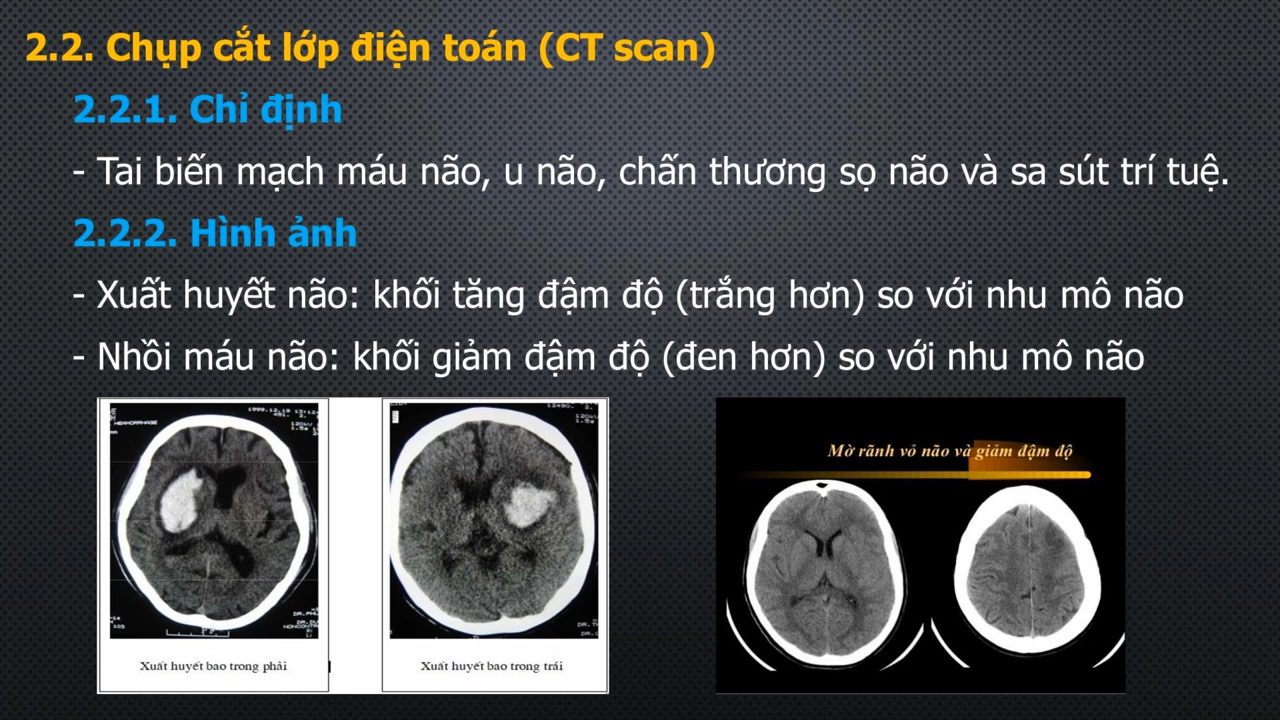 2.2. Chụp cắt lớp điện toán (CT scan)
2.2.1. Chỉ định
- Tai biến mạch máu não, u não, chấn thương sọ não và sa sút trí tuệ.
2.2.2. Hình ảnh
- Xuất huyết não: khối tăng đậm độ (trắng hơn) so với nhu mô não
- Nhồi máu não: khối giảm đậm độ (đen hơn) so với nhu mô não
HEAMORRHAGE
Xuất huyết bao trong phải
Xuất huyết bao trong trái
Mờ rãnh vỏ não và giảm đậm độ